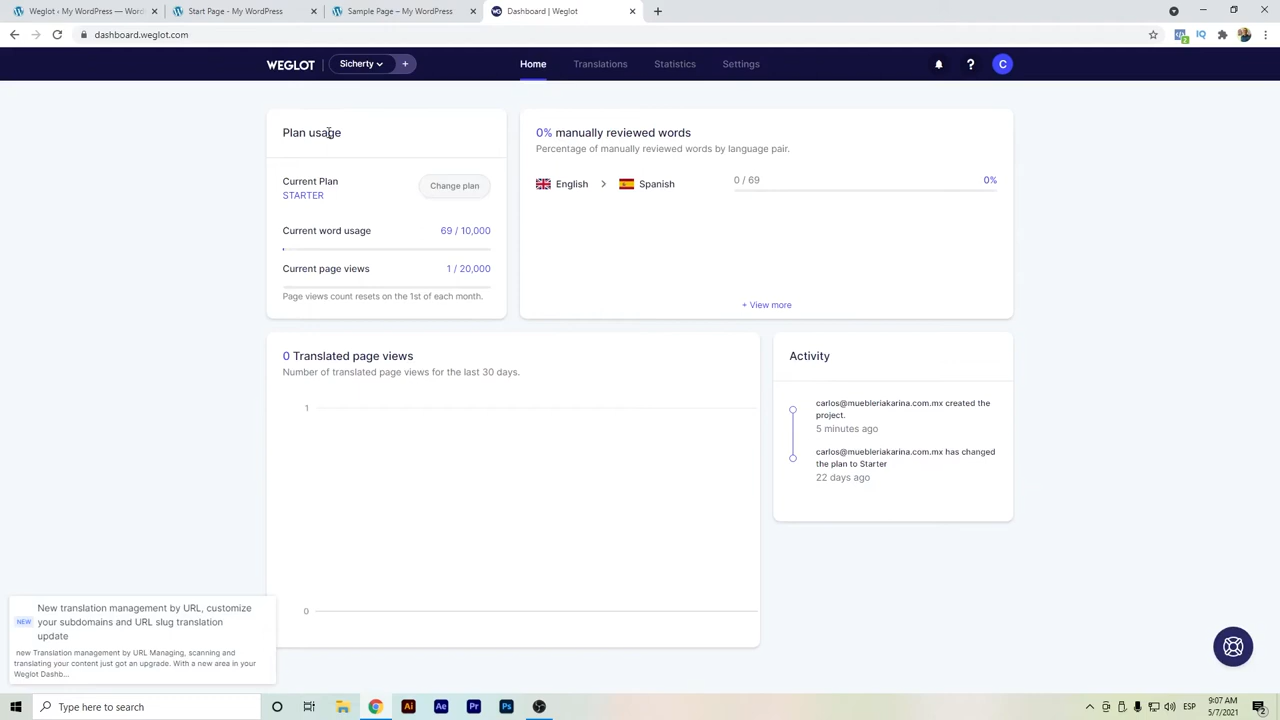 Weglot ‹ My WordPress — Word
Start Page – My WordPress
Sample Page – My WordPress
Dashboard | Weglot
dashboard.weglot.com
2
WEGLOT
Sicherty
+
Home
Translations
Statistics
Settings
?
C
Plan usage
Current Plan
STARTER
Change plan
Current word usage
69 / 10,000
Current page views
1 / 20,000
Page views count resets on the 1st of each month.
0% manually reviewed words
Percentage of manually reviewed words by language pair.
English
Spanish
0 / 69
0%
+ View more
0 Translated page views
Number of translated page views for the last 30 days.
1
0
Activity
carlos@muebleriakarina.com.mx created the
project.
5 minutes ago
carlos@muebleriakarina.com.mx has changed
the plan to Starter
22 days ago
NEW
New translation management by URL, customize
your subdomains and URL slug translation
update
new Translation management by URL Managing, scanning and
translating your content just got an upgrade. With a new area in your
Weglot Dashb...
Type here to search
Ai
Ae
Pr
Ps
ESP
9:07 AM
5/7/2021
2